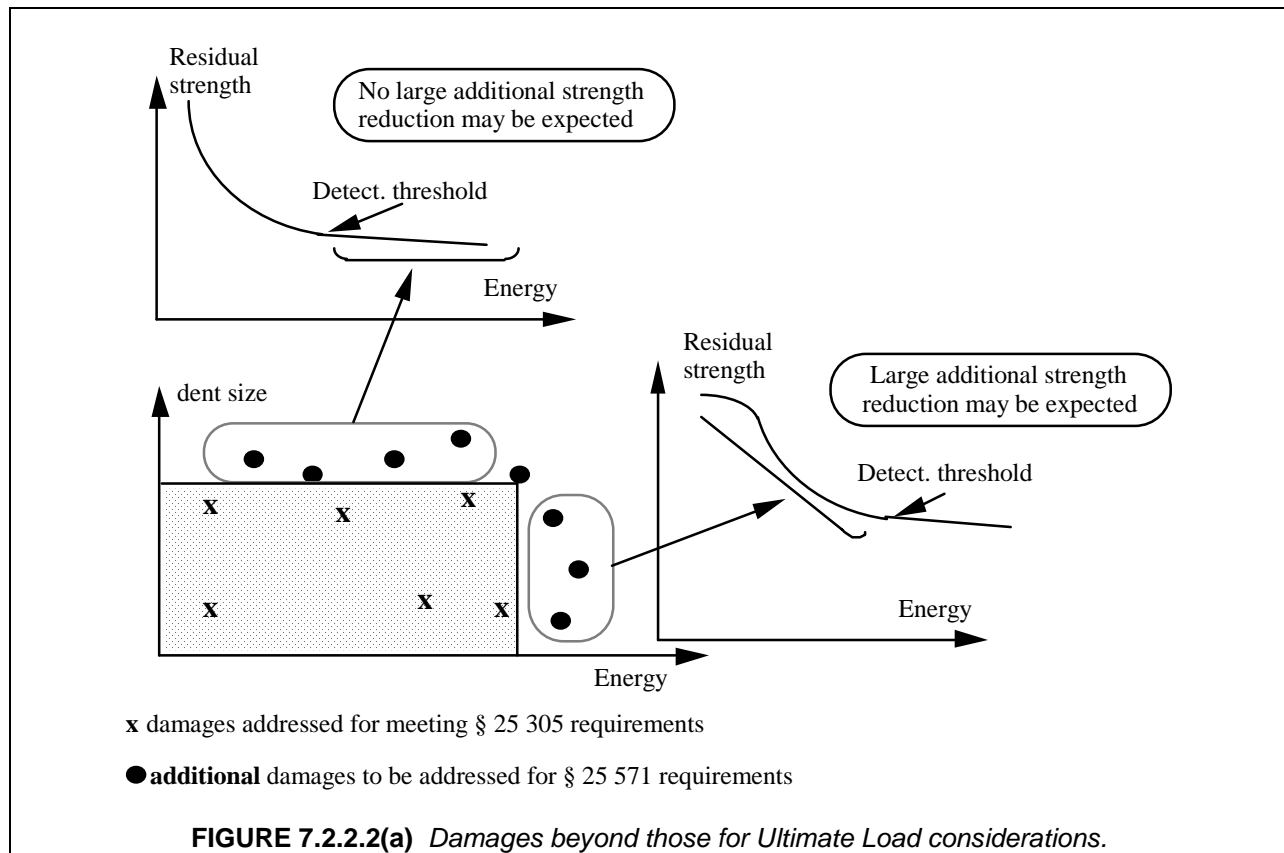 Residual
strength
No large additional strength
reduction may be expected
Detect. threshold
Energy
Residual
strength
Large additional strength
reduction may be expected
Detect. threshold
Energy
dent size
x
x
x
x
x
x
Energy
x damages addressed for meeting § 25 305 requirements
additional damages to be addressed for § 25 571 requirements
FIGURE 7.2.2.2(a) Damages beyond those for Ultimate Load considerations.